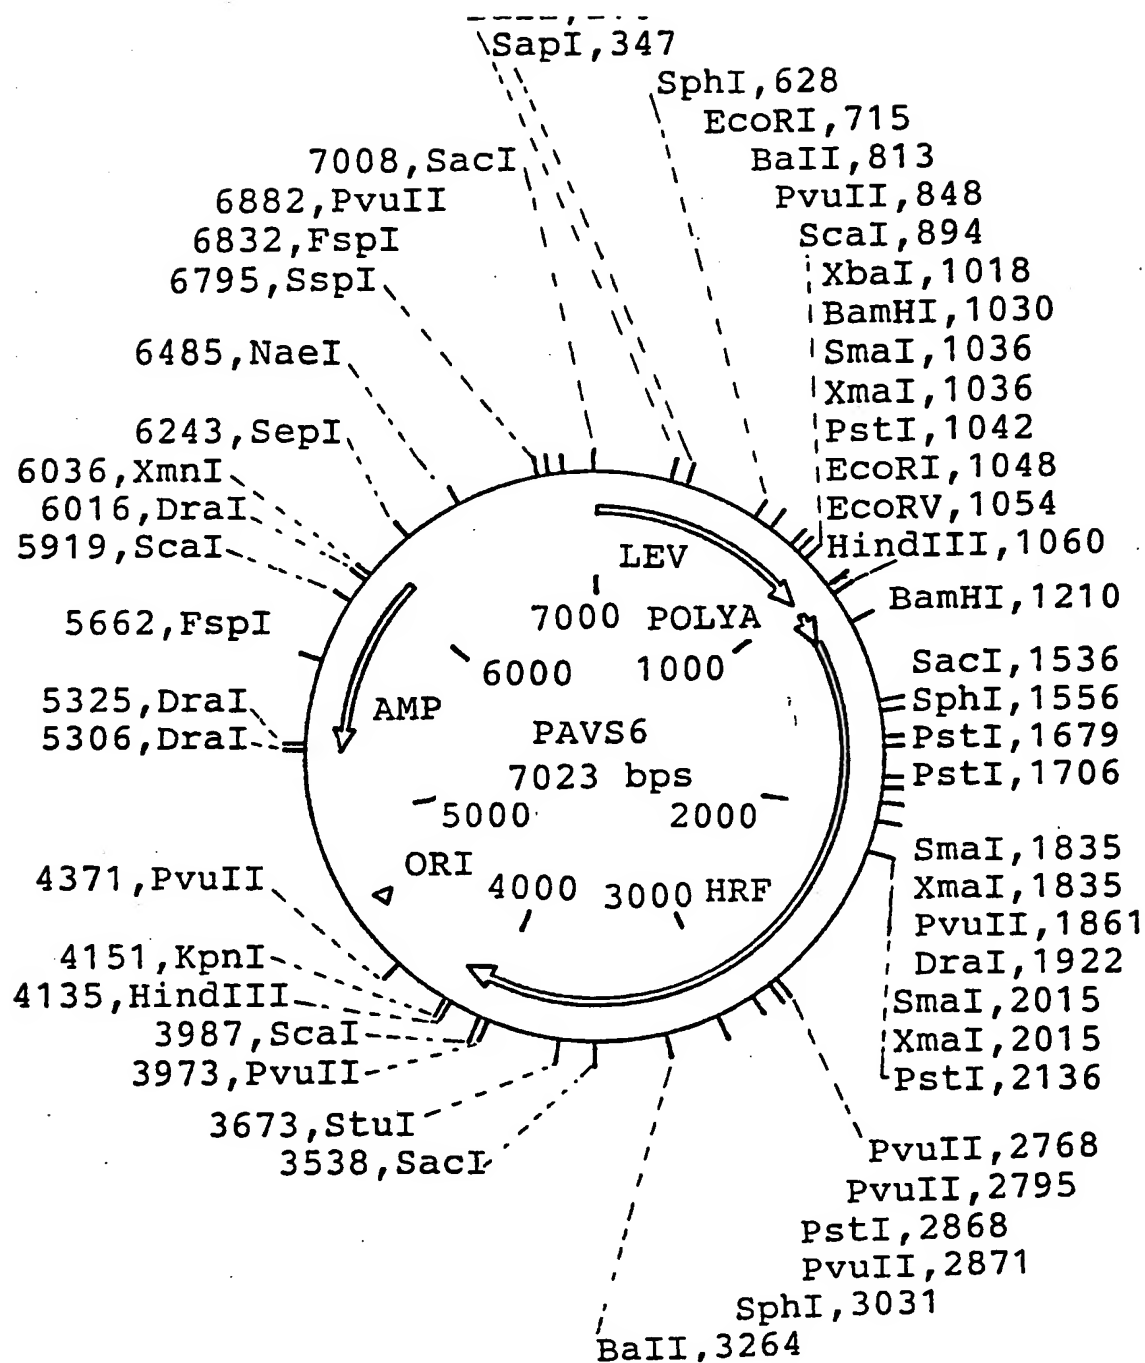 SapI,347
SphI,628
EcoRI,715
BaII,813
PvuII,848
ScaI,894
XbaI,1018
BamHI,1030
SmaI,1036
XmaI,1036
PstI,1042
EcoRI,1048
EcoRV,1054
HindIII,1060
BamHI,1210
SacI,1536
SphI,1556
PstI,1679
PstI,1706
SmaI,1835
XmaI,1835
PvuII,1861
DraI,1922
SmaI,2015
XmaI,2015
PstI,2136
PvuII,2768
PvuII,2795
PstI,2868
PvuII,2871
SphI,3031
BaII,3264
3538,SacI
3673,StuI
3973,PvuII
3987,ScaI
4135,HindIII
4151,KpnI
4371,PvuII
5306,DraI
5325,DraI
5662,FspI
5919,ScaI
6016,DraI
6036,XmnI
6243,SepI
6485,NaeI
6795,SspI
6832,FspI
6882,PvuII
7008,SacI
LEV
7000 POLYA
6000 1000
AMP
PAVS6
7023 bps
5000 2000
ORI
4000 3000 HRF